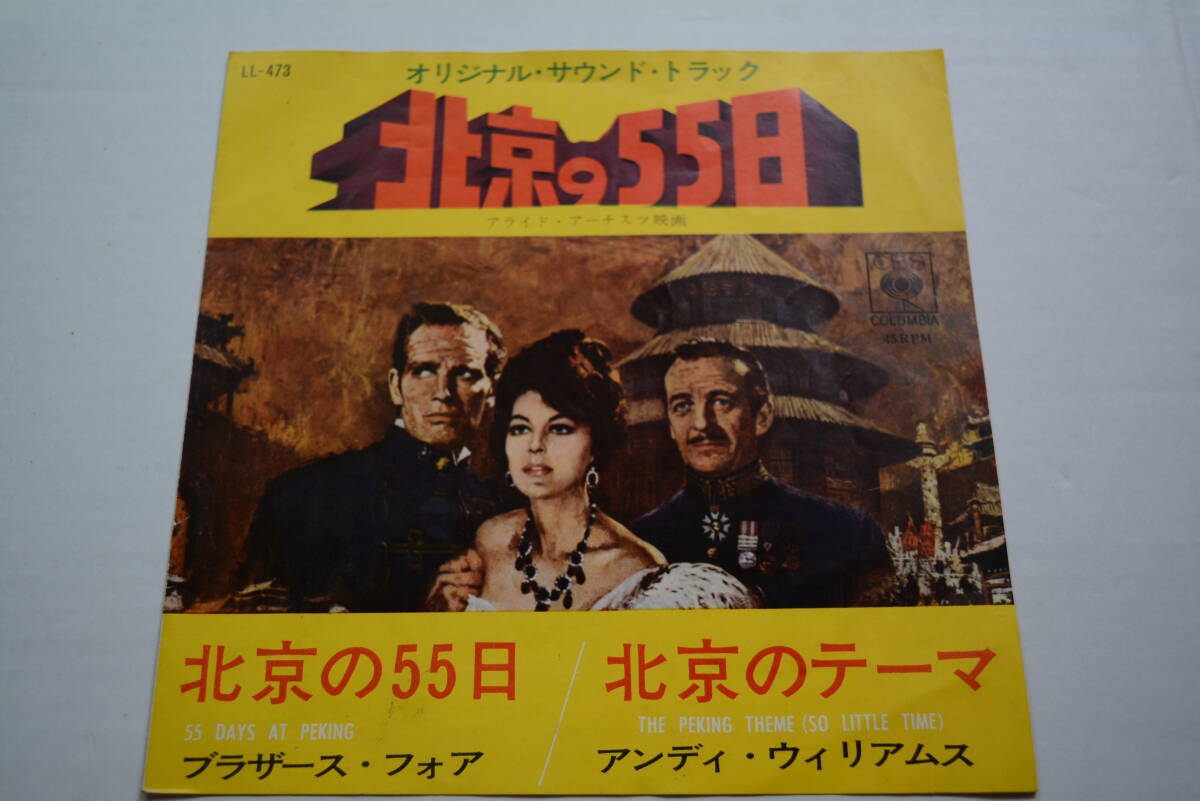 LL-473
オリジナル・サウンド・トラック
北京の55日
アライド・アーチスツ映画
CBS
COLUMBIA
45RPM
北京の55日
55 DAYS AT PEKING
ブラザース・フォア
北京のテーマ
THE PEKING THEME (SO LITTLE TIME)
アンディ・ウィリアムス